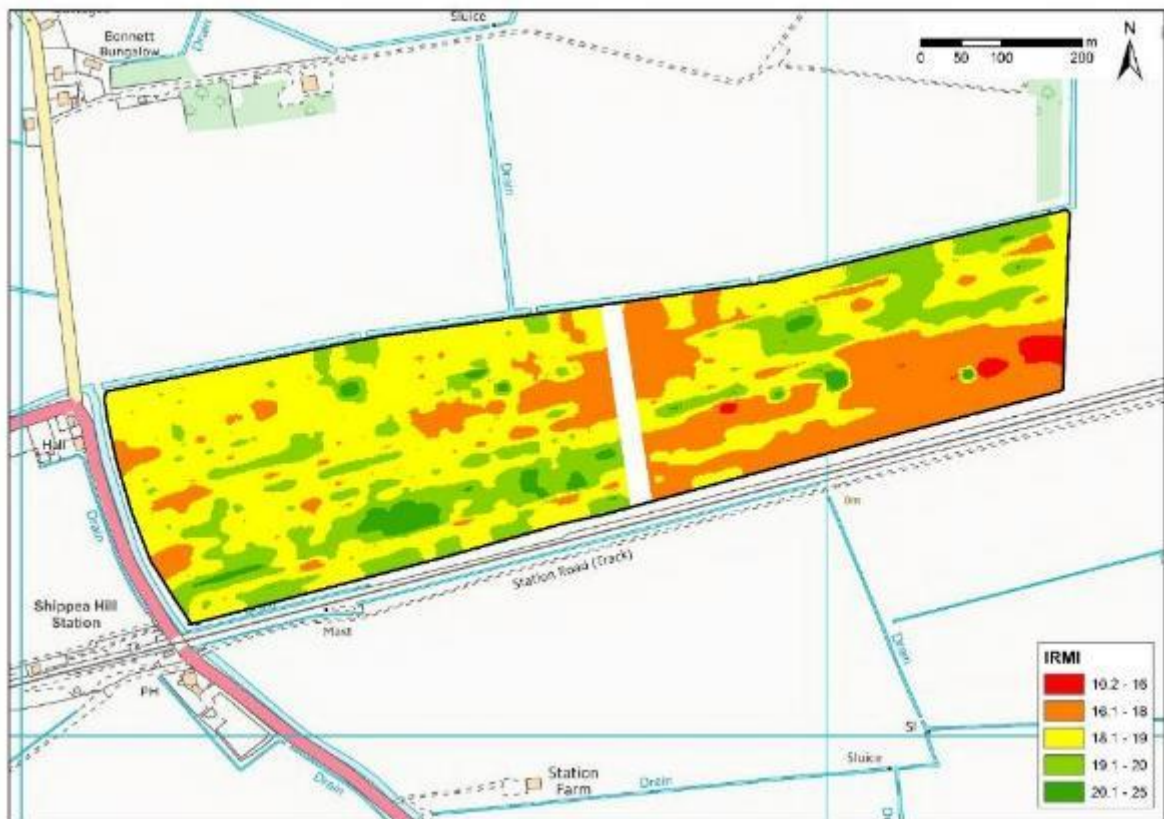 Sluice
Bonnett
Bungalow
Drain
N
m
0 50 100 200
Drain
Hall
Drain
0m
Station Road (Track)
Shippea Hill
Station
Mast
PH
Drain
IRMI
16.1 - 18
18.1 - 19
19.1 - 20
20.1 - 25
Sl
Sluice
Station
Farm
Drain
Drain